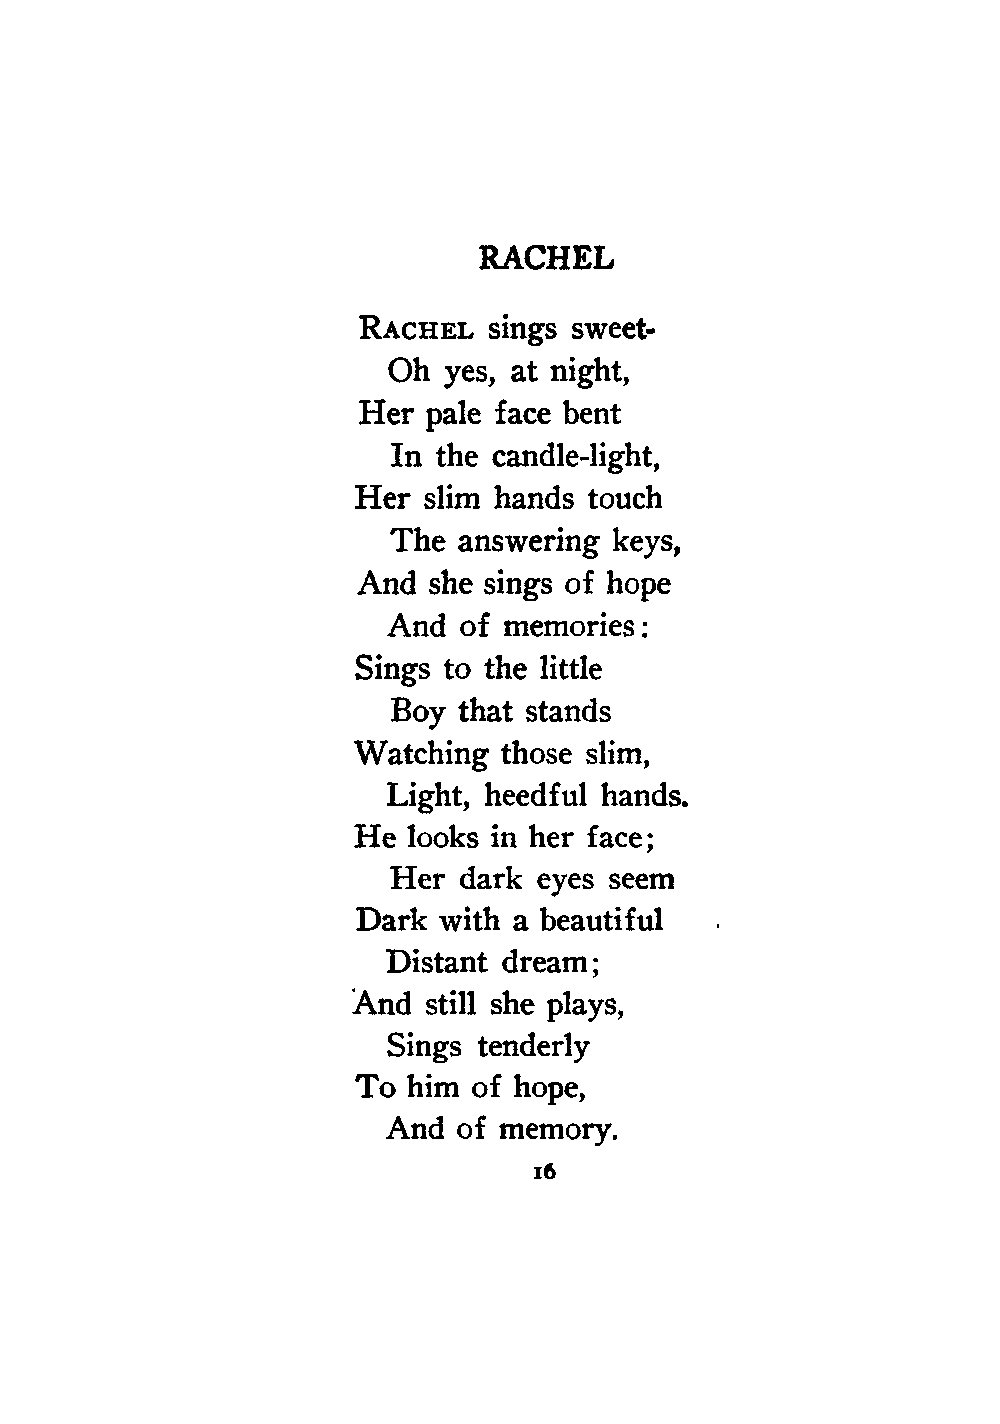 RACHEL
RACHEL sings sweet-
Oh yes, at night,
Her pale face bent
In the candle-light,
Her slim hands touch
The answering keys,
And she sings of hope
And of memories:
Sings to the little
Boy that stands
Watching those slim,
Light, heedful hands.
He looks in her face;
Her dark eyes seem
Dark with a beautiful
Distant dream;
And still she plays,
Sings tenderly
To him of hope,
And of memory.
16